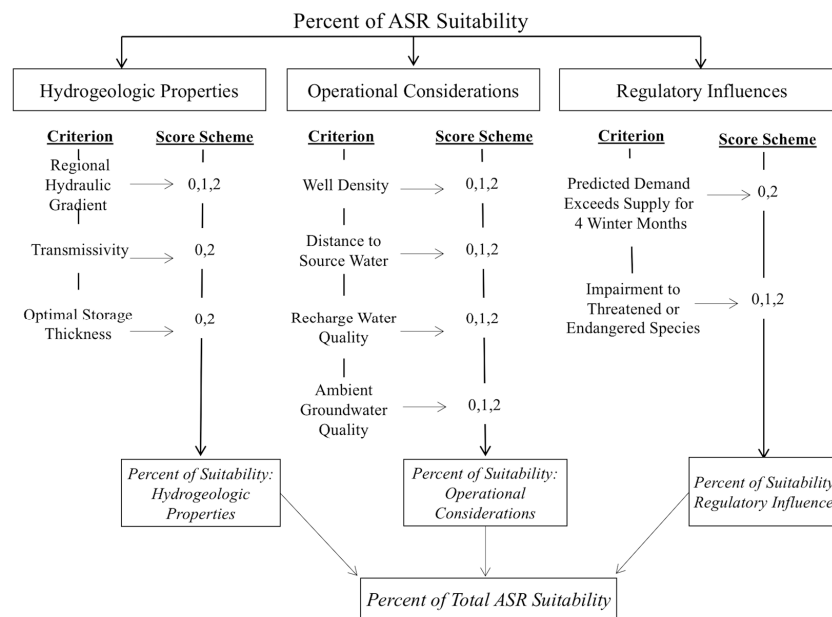 Percent of ASR Suitability
Hydrogeologic Properties
Operational Considerations
Regulatory Influences
Criterion
Score Scheme
Regional
Hydraulic
Gradient
0,1,2
Transmissivity
0,2
Optimal Storage
Thickness
0,2
Percent of Suitability:
Hydrogeologic
Properties
Criterion
Score Scheme
Well Density
0,1,2
Distance to
Source Water
0,1,2
Recharge Water
Quality
0,1,2
Ambient
Groundwater
Quality
0,1,2
Percent of Suitability:
Operational
Considerations
Criterion
Score Scheme
Predicted Demand
Exceeds Supply for
4 Winter Months
0,2
Impairment to
Threatened or
Endangered Species
0,1,2
Percent of Suitability
Regulatory Influence
Percent of Total ASR Suitability